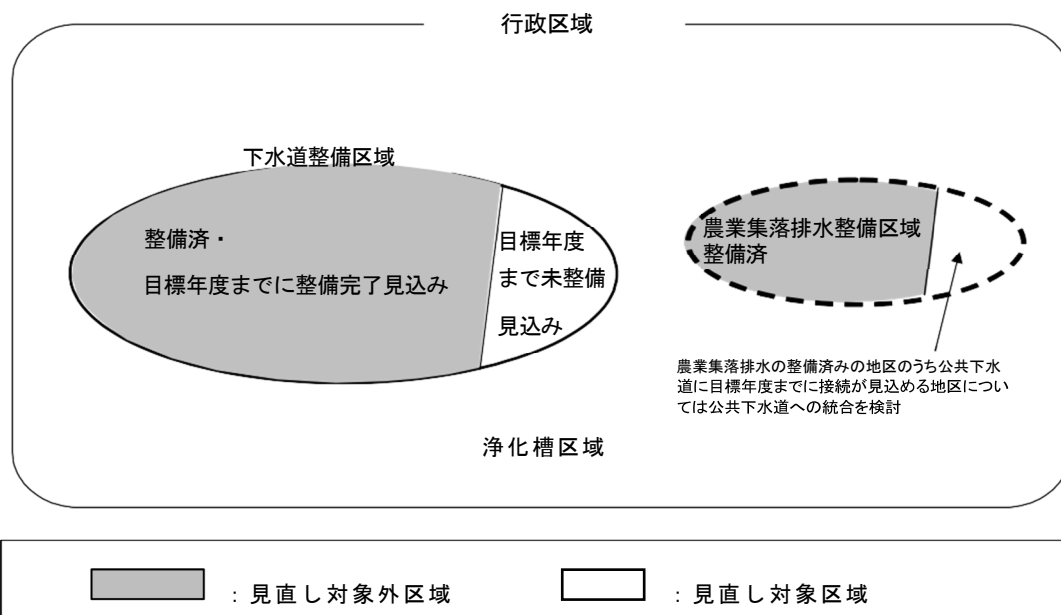 行政区域
下水道整備区域
整備済・
目標年度までに整備完了見込み
目標年度
まで未整備
見込み
農業集落排水整備区域
整備済
農業集落排水の整備済みの地区のうち公共下水
道に目標年度までに接続が見込める地区につい
ては公共下水道への統合を検討
浄化槽区域
：見直し対象外区域
：見直し対象区域